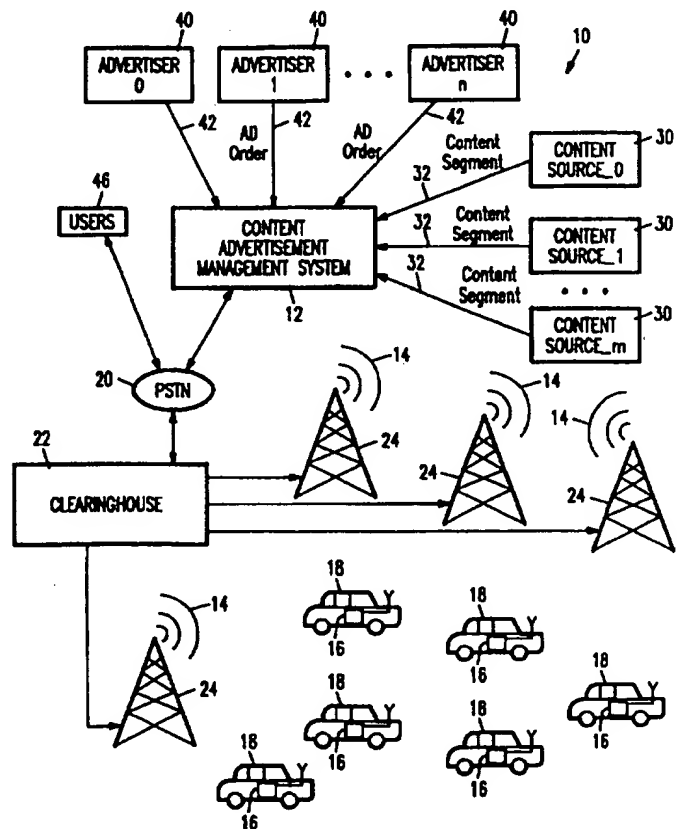 40 40 40 10
ADVERTISER 0
ADVERTISER 1
• • •
ADVERTISER n
42 42 42
AD Order
AD Order
Content Segment
32
30
CONTENT SOURCE_0
46
USERS
CONTENT ADVERTISEMENT MANAGEMENT SYSTEM
12
Content Segment
32
30
CONTENT SOURCE_1
Content Segment
32
• • •
30
CONTENT SOURCE_m
20
PSTN
14 14 14
24 24 24
22
CLEARINGHOUSE
14
24
18
16
18
16
18
16
18
16
18
16
18
16